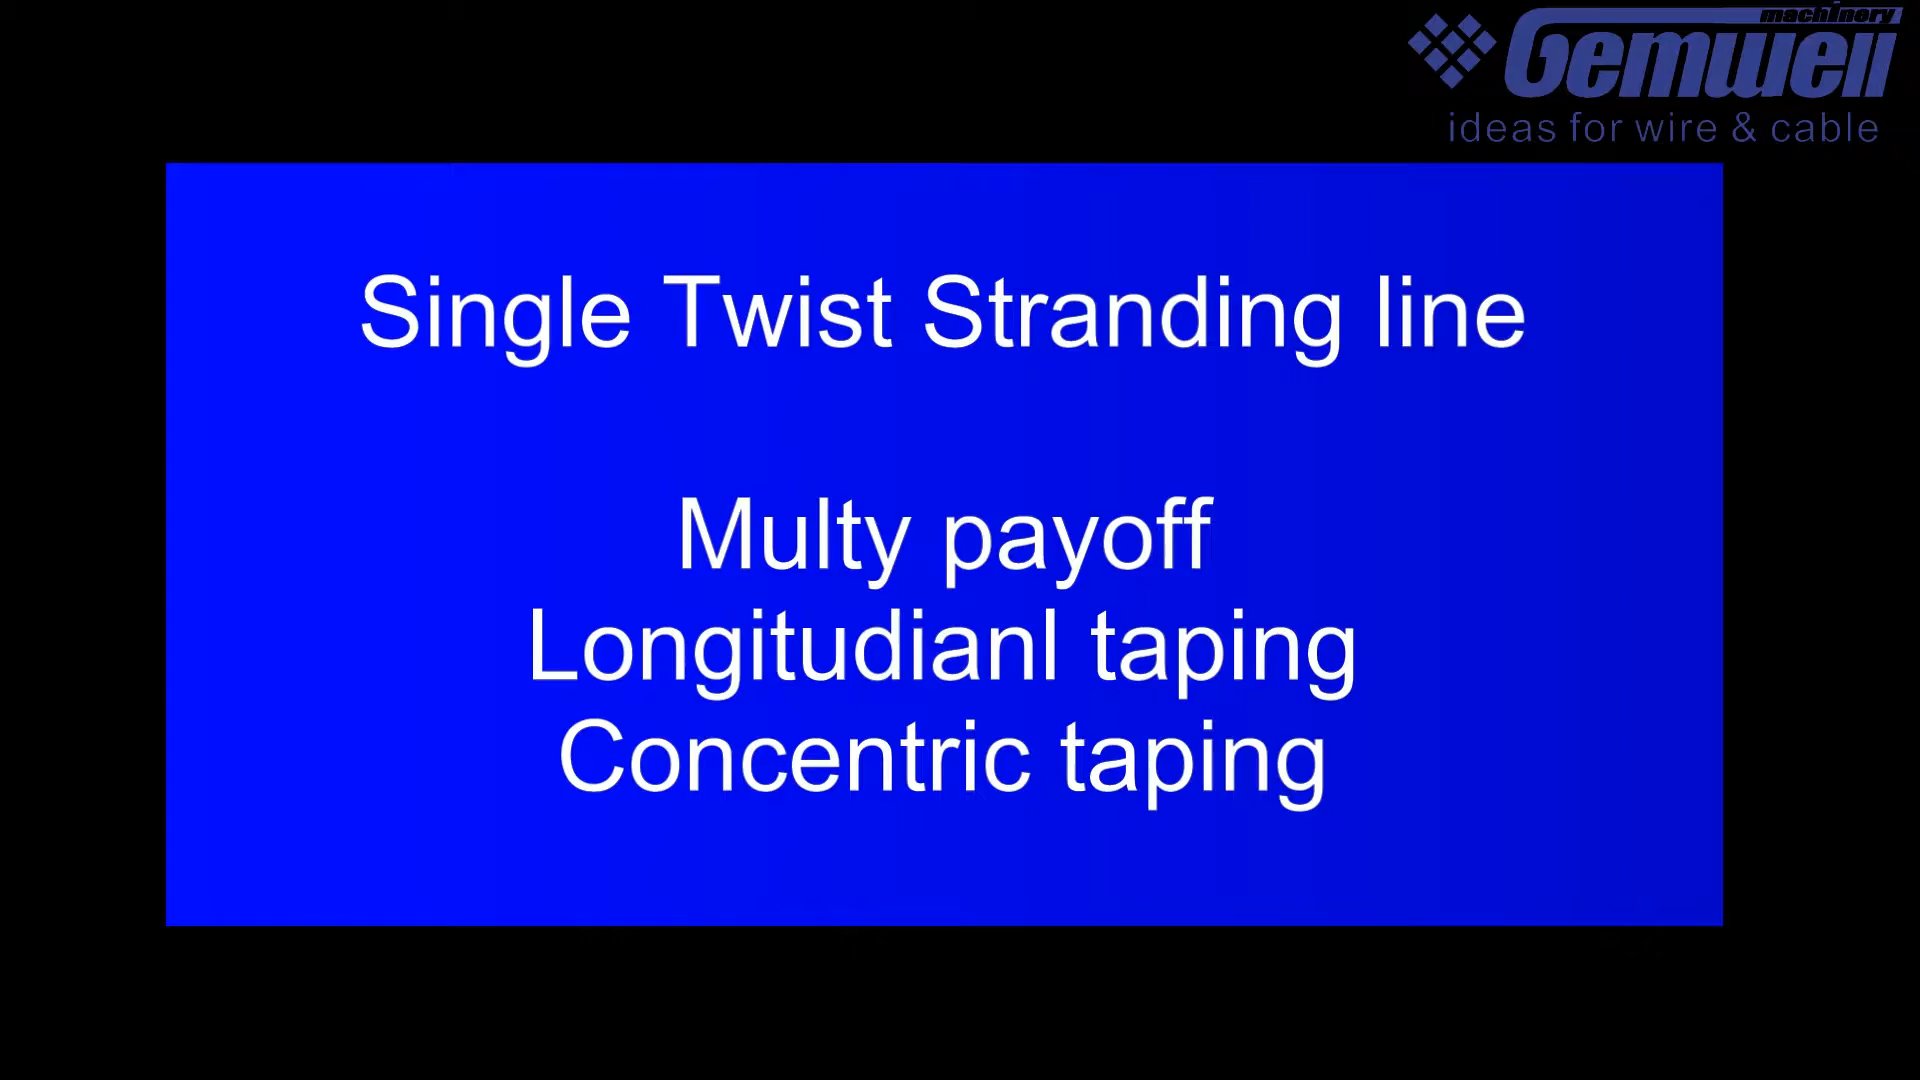 machinery
Gemwell
ideas for wire & cable
Single Twist Stranding line
Multy payoff
Longitudianl taping
Concentric taping